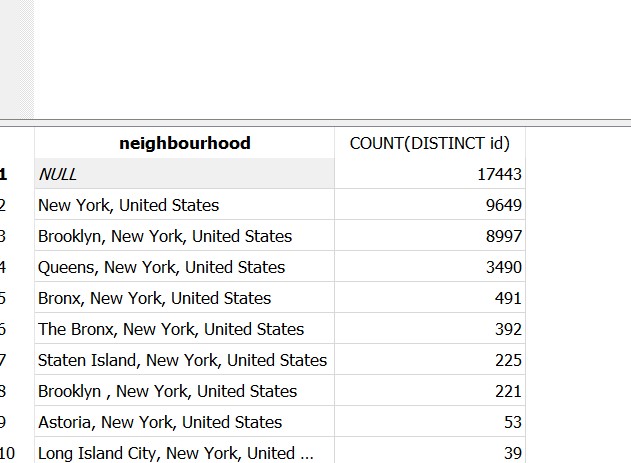 neighbourhood COUNT(DISTINCT id)
1 NULL 17443
2 New York, United States 9649
3 Brooklyn, New York, United States 8997
4 Queens, New York, United States 3490
5 Bronx, New York, United States 491
6 The Bronx, New York, United States 392
7 Staten Island, New York, United States 225
8 Brooklyn , New York, United States 221
9 Astoria, New York, United States 53
10 Long Island City, New York, United ... 39